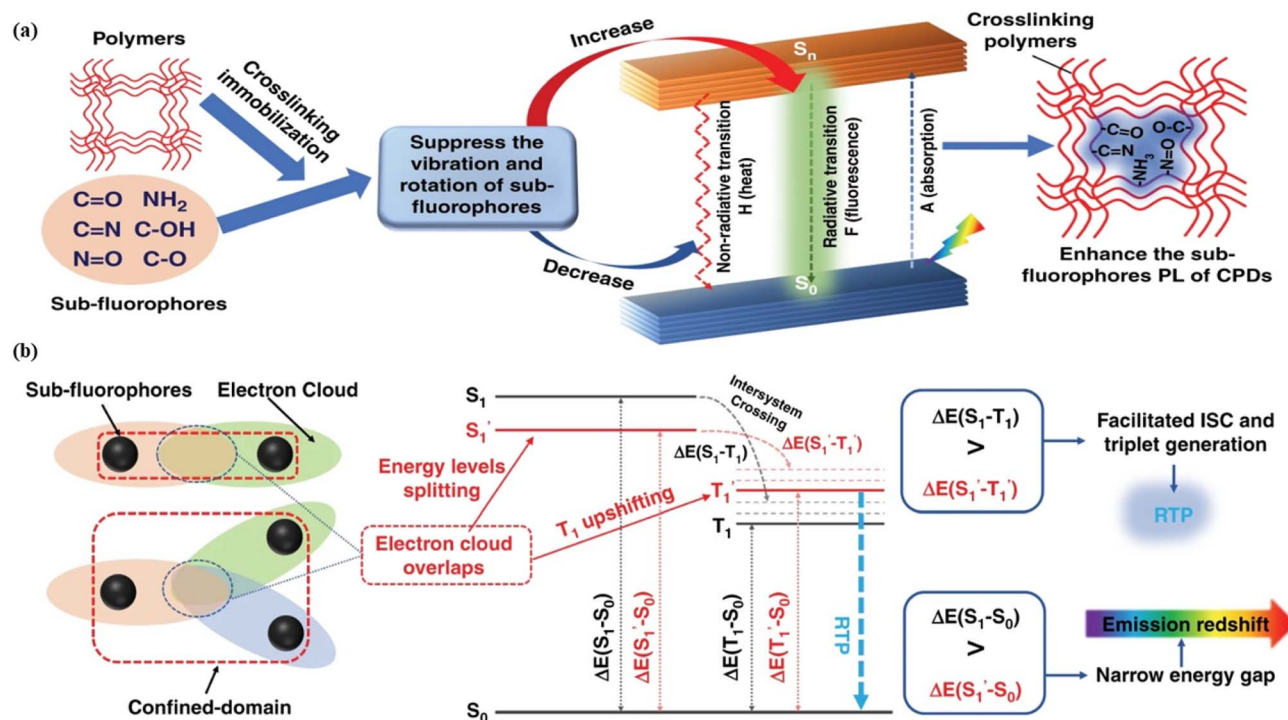 (a)
Polymers
Crosslinking
immobilization
C=O NH2
C=N C-OH
N=O C-O
Sub-fluorophores
Suppress the
vibration and
rotation of sub-
fluorophores
Increase
Decrease
Sn
S0
Non-radiative transition
H (heat)
Radiative transition
F (fluorescence)
A (absorption)
Crosslinking
polymers
-C=O O-C-
-C=N
-NH3
-N=O
Enhance the sub-
fluorophores PL of CPDs
(b)
Sub-fluorophores
Electron Cloud
Confined-domain
Electron cloud
overlaps
Energy levels
splitting
T1 upshifting
S1
S1'
Intersystem
Crossing
ΔE(S1-T1)
ΔE(S1'-T1')
T1'
T1
ΔE(S1-S0)
ΔE(S1'-S0)
ΔE(T1-S0)
ΔE(T1'-S0)
RTP
S0
ΔE(S1-T1)
>
ΔE(S1'-T1')
Facilitated ISC and
triplet generation
RTP
ΔE(S1-S0)
>
ΔE(S1'-S0)
Emission redshift
Narrow energy gap